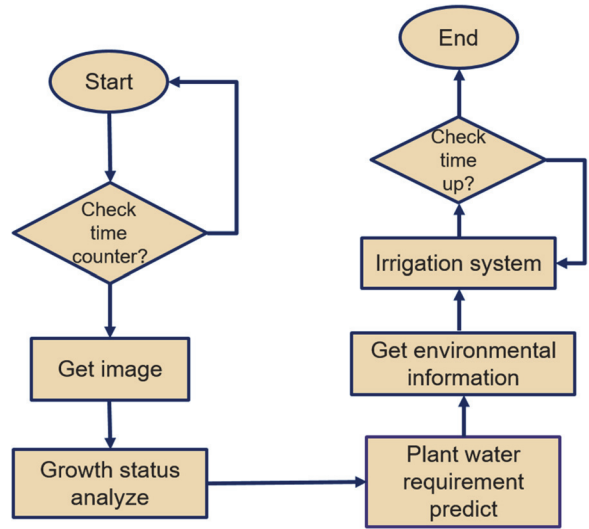 Start
Check
time
counter?
Get image
Growth status
analyze
Plant water
requirement
predict
Get environmental
information
Irrigation system
Check
time
up?
End